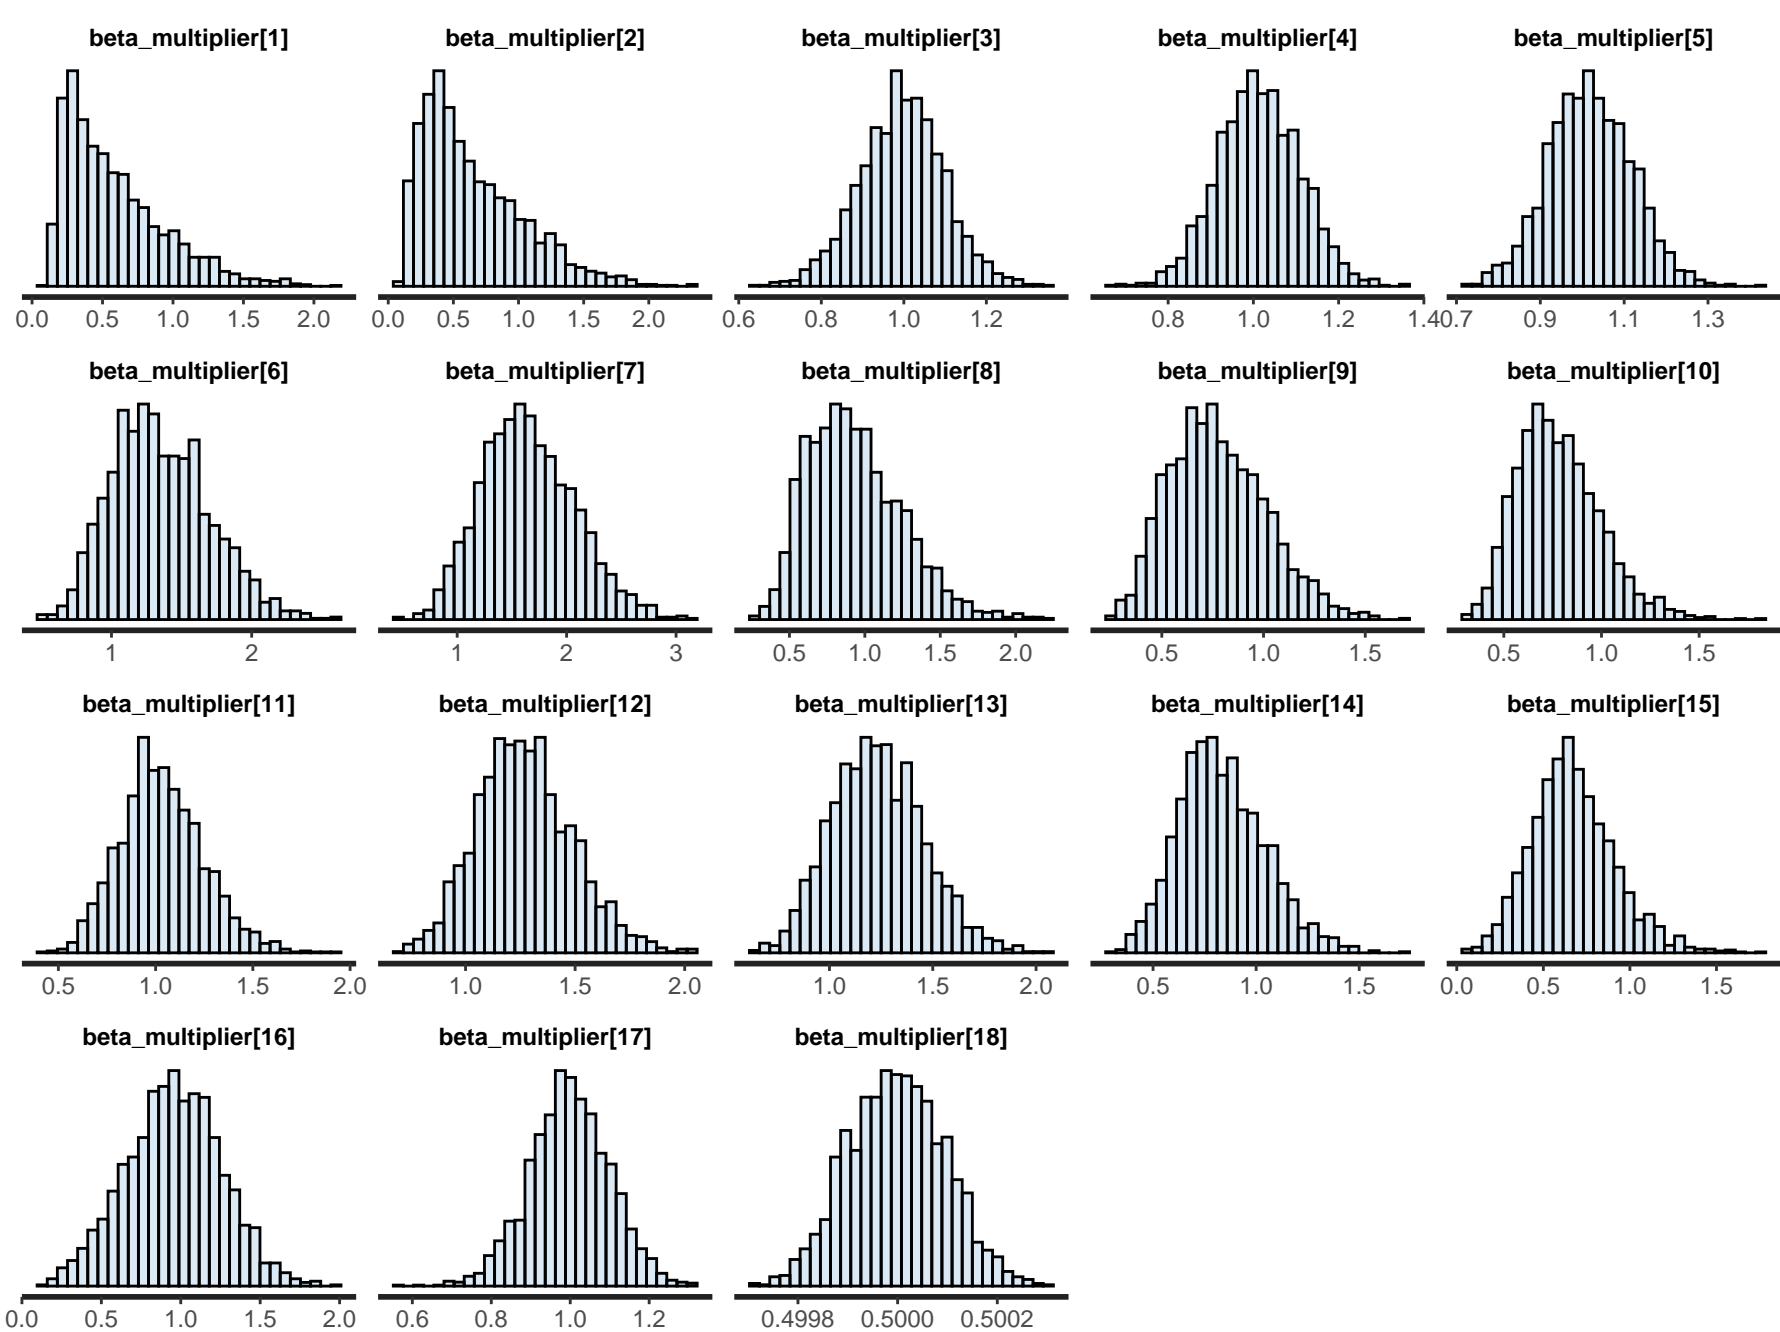 beta_multiplier[1] beta_multiplier[2] beta_multiplier[3] beta_multiplier[4] beta_multiplier[5]
0.0 0.5 1.0 1.5 2.0 0.0 0.5 1.0 1.5 2.0 0.6 0.8 1.0 1.2 0.8 1.0 1.2 1.4 0.7 0.9 1.1 1.3
beta_multiplier[6] beta_multiplier[7] beta_multiplier[8] beta_multiplier[9] beta_multiplier[10]
1 2 1 2 3 0.5 1.0 1.5 2.0 0.5 1.0 1.5 0.5 1.0 1.5
beta_multiplier[11] beta_multiplier[12] beta_multiplier[13] beta_multiplier[14] beta_multiplier[15]
0.5 1.0 1.5 2.0 1.0 1.5 2.0 1.0 1.5 2.0 0.5 1.0 1.5 0.0 0.5 1.0 1.5
beta_multiplier[16] beta_multiplier[17] beta_multiplier[18]
0.0 0.5 1.0 1.5 2.0 0.6 0.8 1.0 1.2 0.4998 0.5000 0.5002